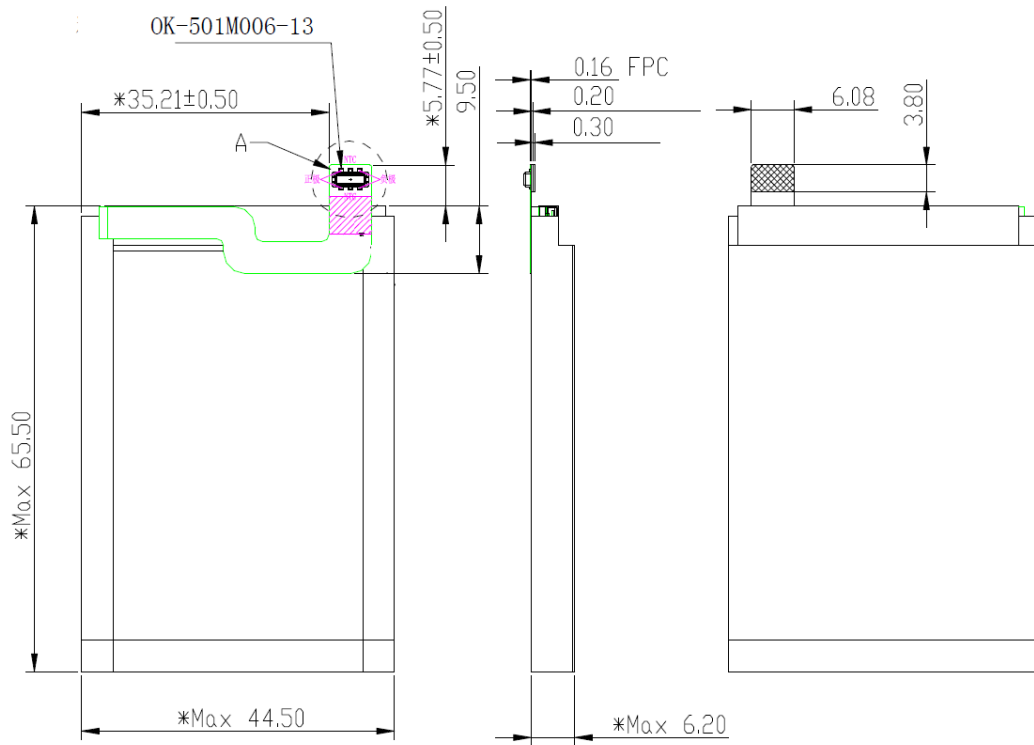 OK-501M006-13
*35.21±0.50
A
NTC
*5.77±0.50
9.50
0.16 FPC
0.20
0.30
6.08
3.80
*Max 65.50
*Max 44.50
*Max 6.20